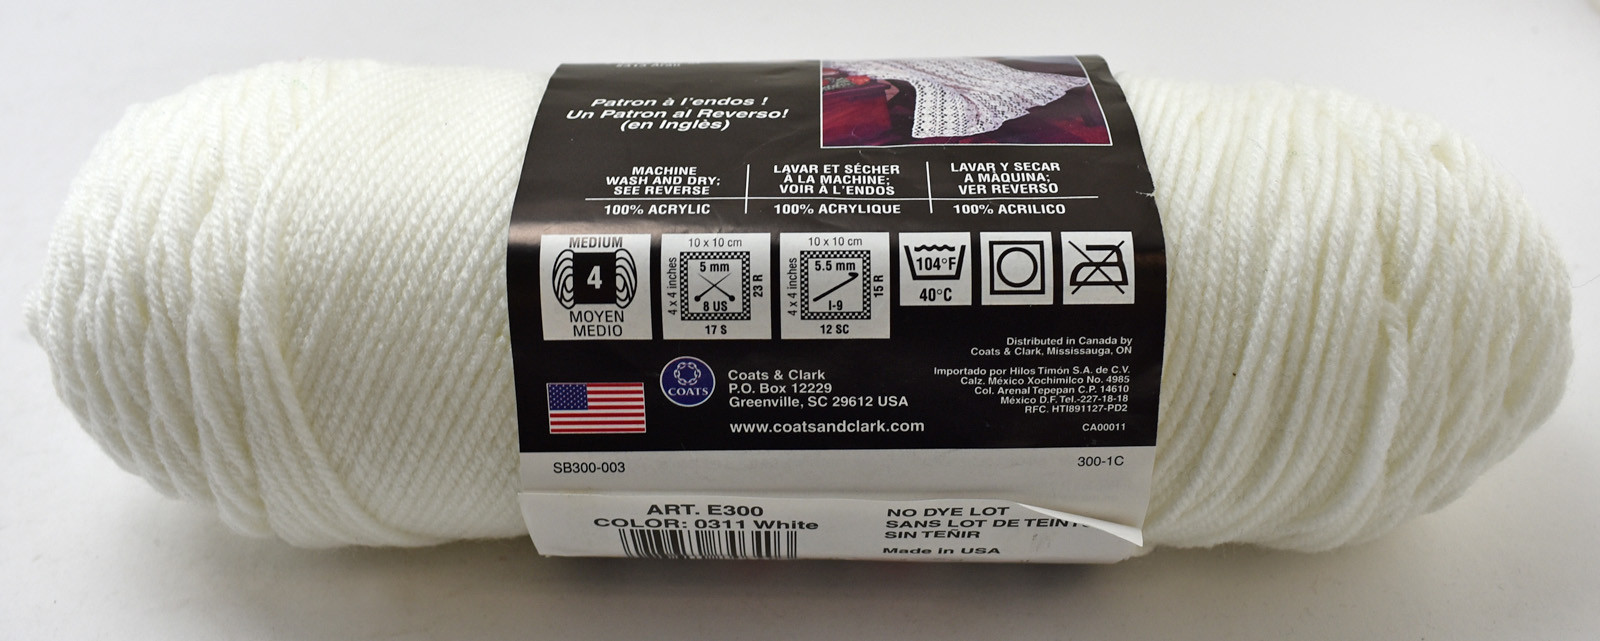 Patron à l'endos !
Un Patron al Reverso!
(en Inglès)
MACHINE
WASH AND DRY;
SEE REVERSE
100% ACRYLIC
LAVAR ET SÉCHER
À LA MACHINE;
VOIR À L'ENDOS
100% ACRYLIQUE
LAVAR Y SECAR
A MÁQUINA;
VER REVERSO
100% ACRILICO
MEDIUM
4
MOYEN
MEDIO
10 x 10 cm
4 x 4 inches
5 mm
8 US
23 R
17 S
10 x 10 cm
4 x 4 inches
5.5 mm
I-9
15 R
12 SC
104°F
40°C
COATS
Coats & Clark
P.O. Box 12229
Greenville, SC 29612 USA
www.coatsandclark.com
Distributed in Canada by
Coats & Clark, Mississauga, ON
Importado por Hilos Timón S.A. de C.V.
Calz. México Xochimilco No. 4985
Col. Arenal Tepepan C.P. 14610
México D.F. Tel.-227-18-18
RFC. HTI891127-PD2
CA00011
SB300-003
300-1C
ART. E300
COLOR: 0311 White
NO DYE LOT
SANS LOT DE
SIN TEÑIR
Made in USA